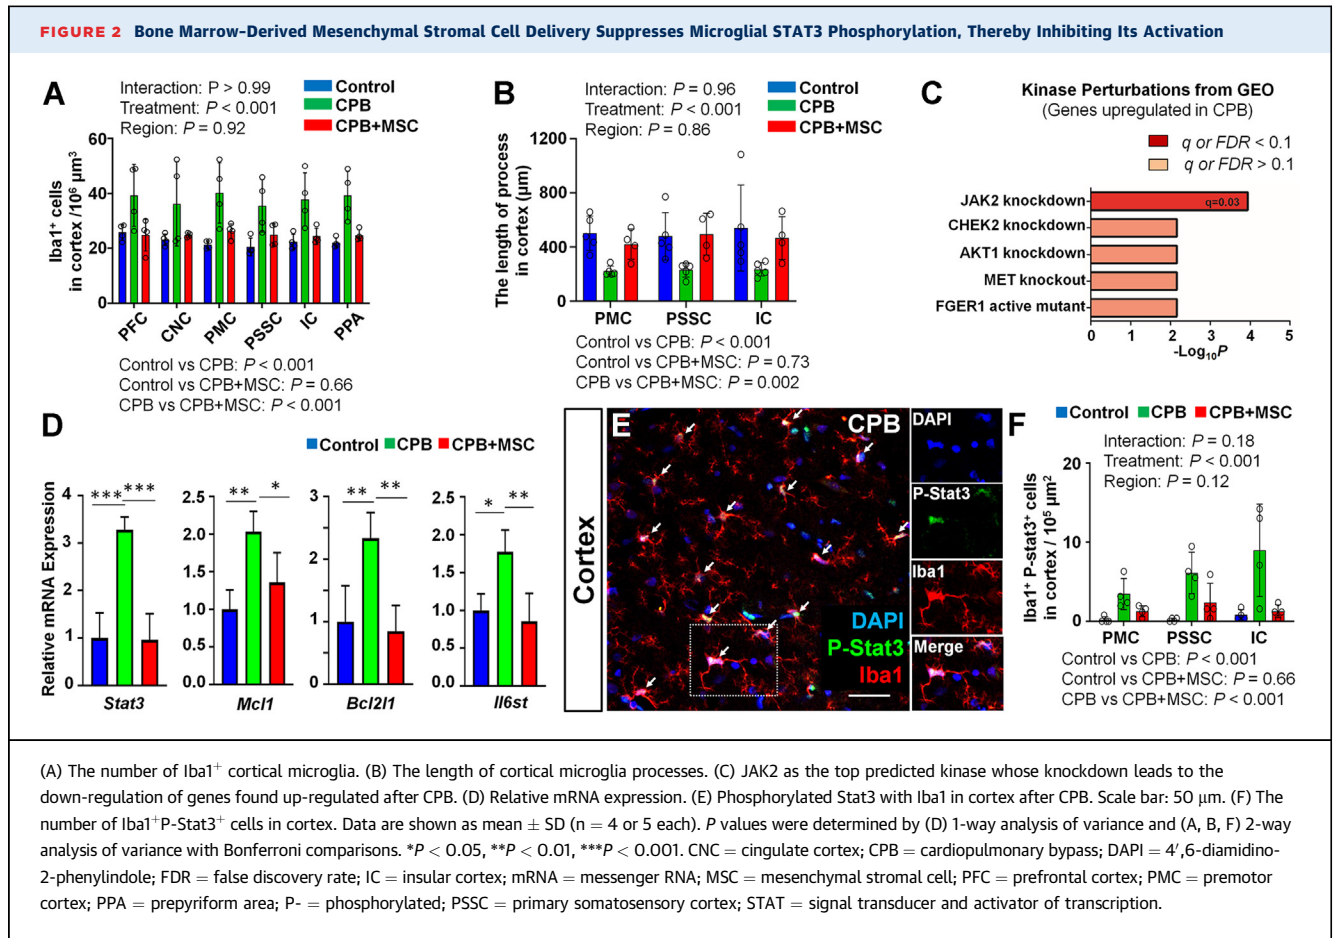 FIGURE 2 Bone Marrow-Derived Mesenchymal Stromal Cell Delivery Suppresses Microglial STAT3 Phosphorylation, Thereby Inhibiting Its Activation
A
Interaction: P > 0.99
Treatment: P < 0.001
Region: P = 0.92
Control
CPB
CPB+MSC
Iba1+ cells
in cortex /10⁶ μm³
60
40
20
0
PFC
CNC
PMC
PSSC
IC
PPA
Control vs CPB: P < 0.001
Control vs CPB+MSC: P = 0.66
CPB vs CPB+MSC: P < 0.001
B
Interaction: P = 0.96
Treatment: P < 0.001
Region: P = 0.86
Control
CPB
CPB+MSC
The length of process
in cortex (μm)
1200
800
400
0
PMC
PSSC
IC
Control vs CPB: P < 0.001
Control vs CPB+MSC: P = 0.73
CPB vs CPB+MSC: P = 0.002
C
Kinase Perturbations from GEO
(Genes upregulated in CPB)
q or FDR < 0.1
q or FDR > 0.1
JAK2 knockdown
q=0.03
CHEK2 knockdown
AKT1 knockdown
MET knockout
FGER1 active mutant
0 1 2 3 4 5
-Log₁₀P
D
Control CPB CPB+MSC
Relative mRNA Expression
4
3
2
1
0
*** ***
Stat3
2.5
2.0
1.5
1.0
0.5
0.0
** *
Mcl1
3
2
1
0
** **
Bcl2l1
2.5
2.0
1.5
1.0
0.5
0.0
* **
Il6st
Cortex
E
CPB
DAPI
P-Stat3
Iba1
DAPI
P-Stat3
Iba1
Merge
F
Control CPB CPB+MSC
Interaction: P = 0.18
Treatment: P < 0.001
Region: P = 0.12
Iba1+ P-stat3+ cells
in cortex / 10⁵ μm²
20
10
0
PMC
PSSC
IC
Control vs CPB: P < 0.001
Control vs CPB+MSC: P = 0.66
CPB vs CPB+MSC: P < 0.001
(A) The number of Iba1+ cortical microglia. (B) The length of cortical microglia processes. (C) JAK2 as the top predicted kinase whose knockdown leads to the
down-regulation of genes found up-regulated after CPB. (D) Relative mRNA expression. (E) Phosphorylated Stat3 with Iba1 in cortex after CPB. Scale bar: 50 μm. (F) The
number of Iba1+P-Stat3+ cells in cortex. Data are shown as mean ± SD (n = 4 or 5 each). P values were determined by (D) 1-way analysis of variance and (A, B, F) 2-way
analysis of variance with Bonferroni comparisons. *P < 0.05, **P < 0.01, ***P < 0.001. CNC = cingulate cortex; CPB = cardiopulmonary bypass; DAPI = 4′,6-diamidino-
2-phenylindole; FDR = false discovery rate; IC = insular cortex; mRNA = messenger RNA; MSC = mesenchymal stromal cell; PFC = prefrontal cortex; PMC = premotor
cortex; PPA = prepyriform area; P- = phosphorylated; PSSC = primary somatosensory cortex; STAT = signal transducer and activator of transcription.